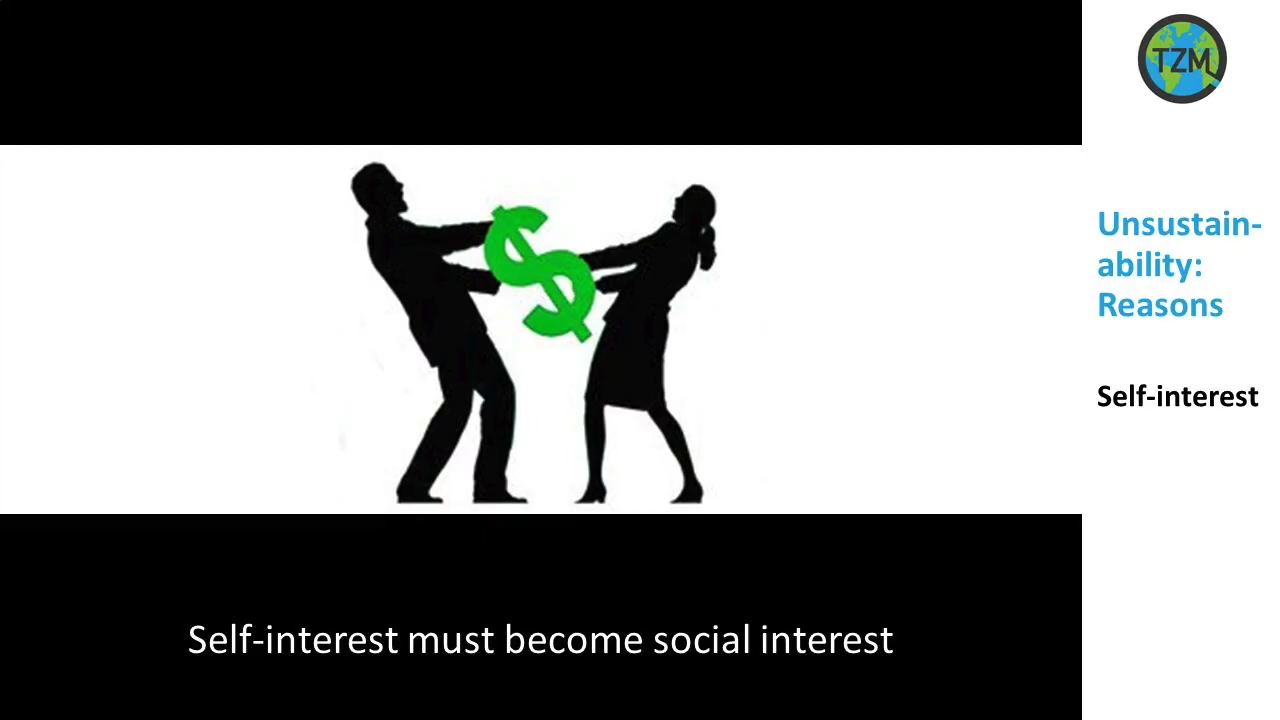 TZM
Unsustain-
ability:
Reasons
Self-interest
Self-interest must become social interest